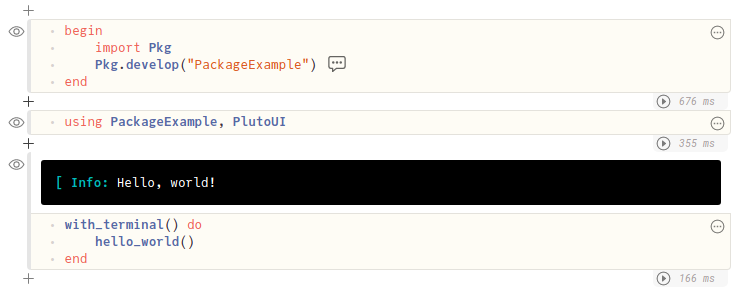 begin
    import Pkg
    Pkg.develop("PackageExample")
end
676 ms
using PackageExample, PlutoUI
355 ms
[ Info: Hello, world!
with_terminal() do
    hello_world()
end
166 ms